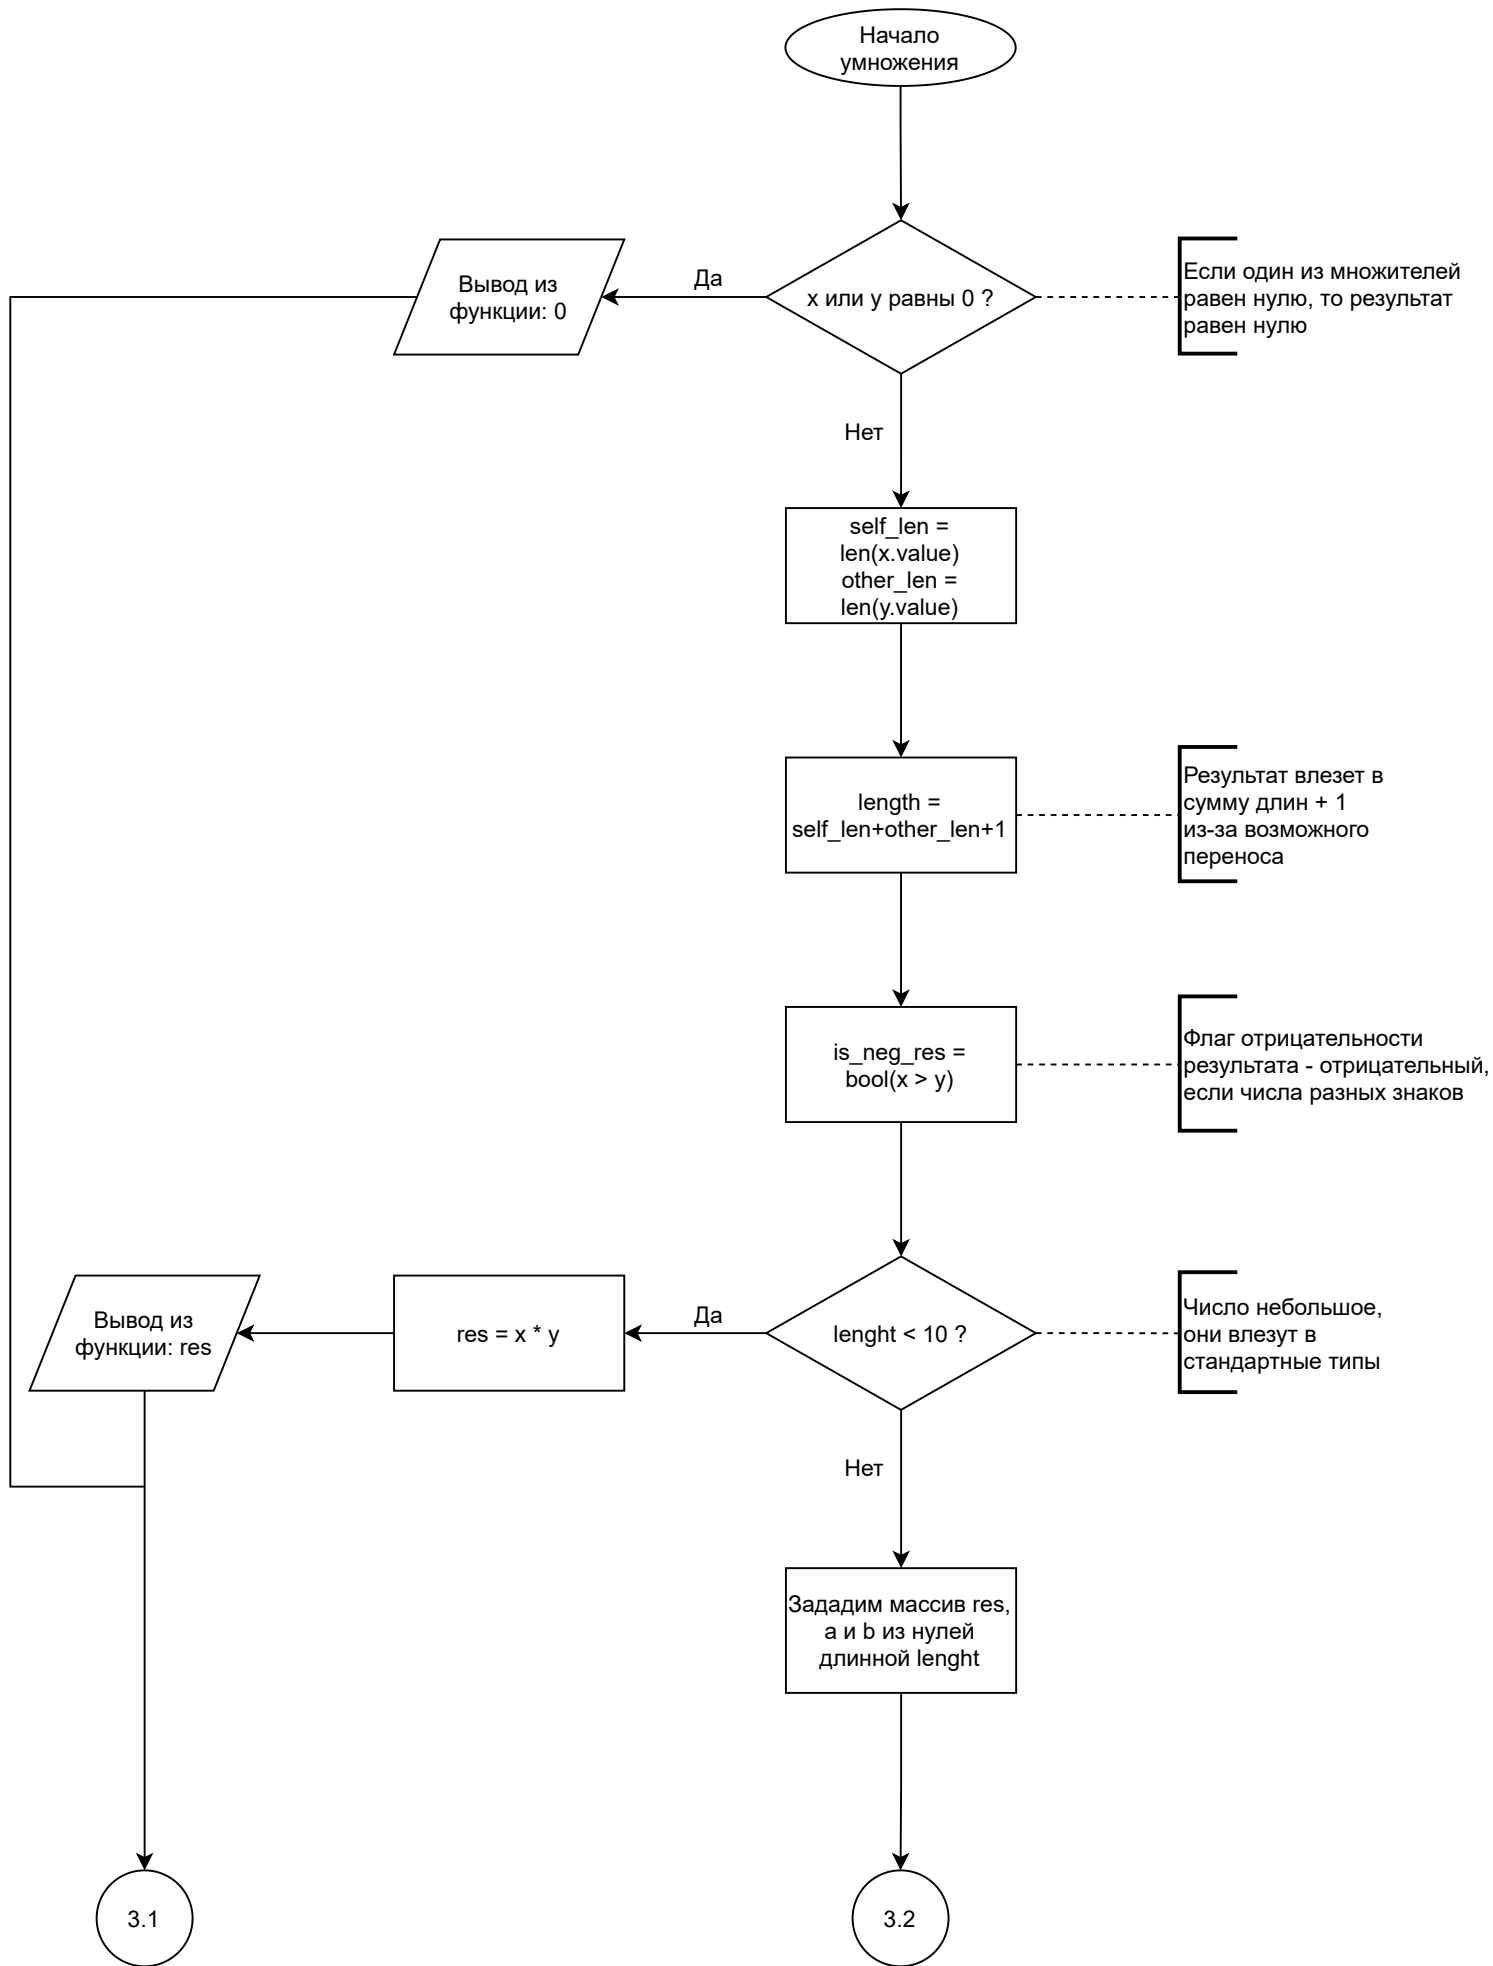 Начало
умножения
Вывод из
функции: 0
Да
x или y равны 0 ?
Если один из множителей
равен нулю, то результат
равен нулю
Нет
self_len =
len(x.value)
other_len =
len(y.value)
length =
self_len+other_len+1
Результат влезет в
сумму длин + 1
из-за возможного
переноса
is_neg_res =
bool(x > y)
Флаг отрицательности
результата - отрицательный,
если числа разных знаков
Вывод из
функции: res
res = x * y
Да
lenght < 10 ?
Число небольшое,
они влезут в
стандартные типы
Нет
Зададим массив res,
a и b из нулей
длинной lenght
3.1
3.2